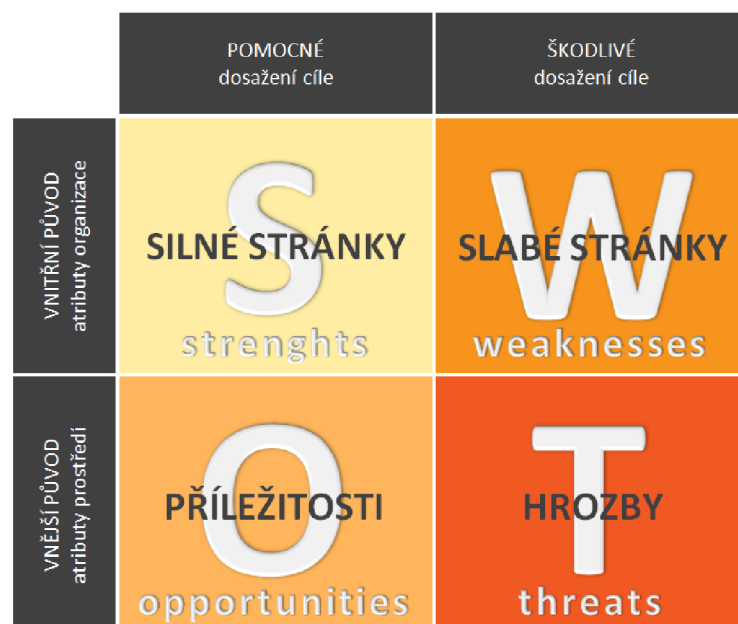 POMOCNÉ
dosažení cíle
ŠKODLIVÉ
dosažení cíle
VNITŘNÍ PŮVOD
atributy organizace
S
SILNÉ STRÁNKY
strenghts
W
SLABÉ STRÁNKY
weaknesses
VNĚJŠÍ PŮVOD
atributy prostředí
O
PŘÍLEŽITOSTI
opportunities
T
HROZBY
threats